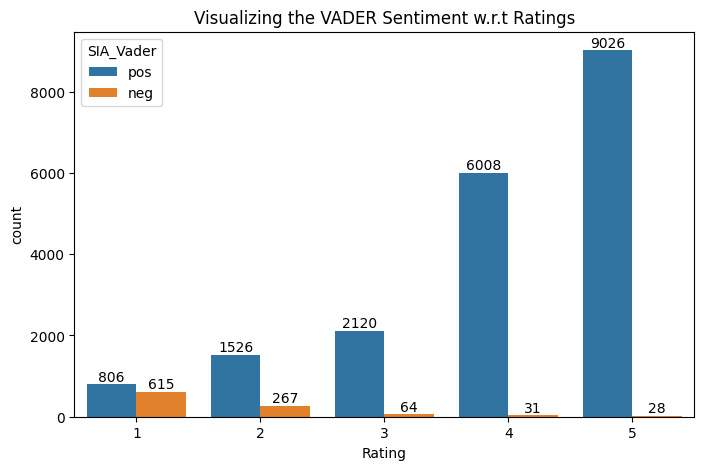 Visualizing the VADER Sentiment w.r.t Ratings
SIA_Vader
pos
neg
9026
6008
2120
1526
806
615
267
64
31
28
8000
6000
4000
2000
0
count
1 2 3 4 5
Rating